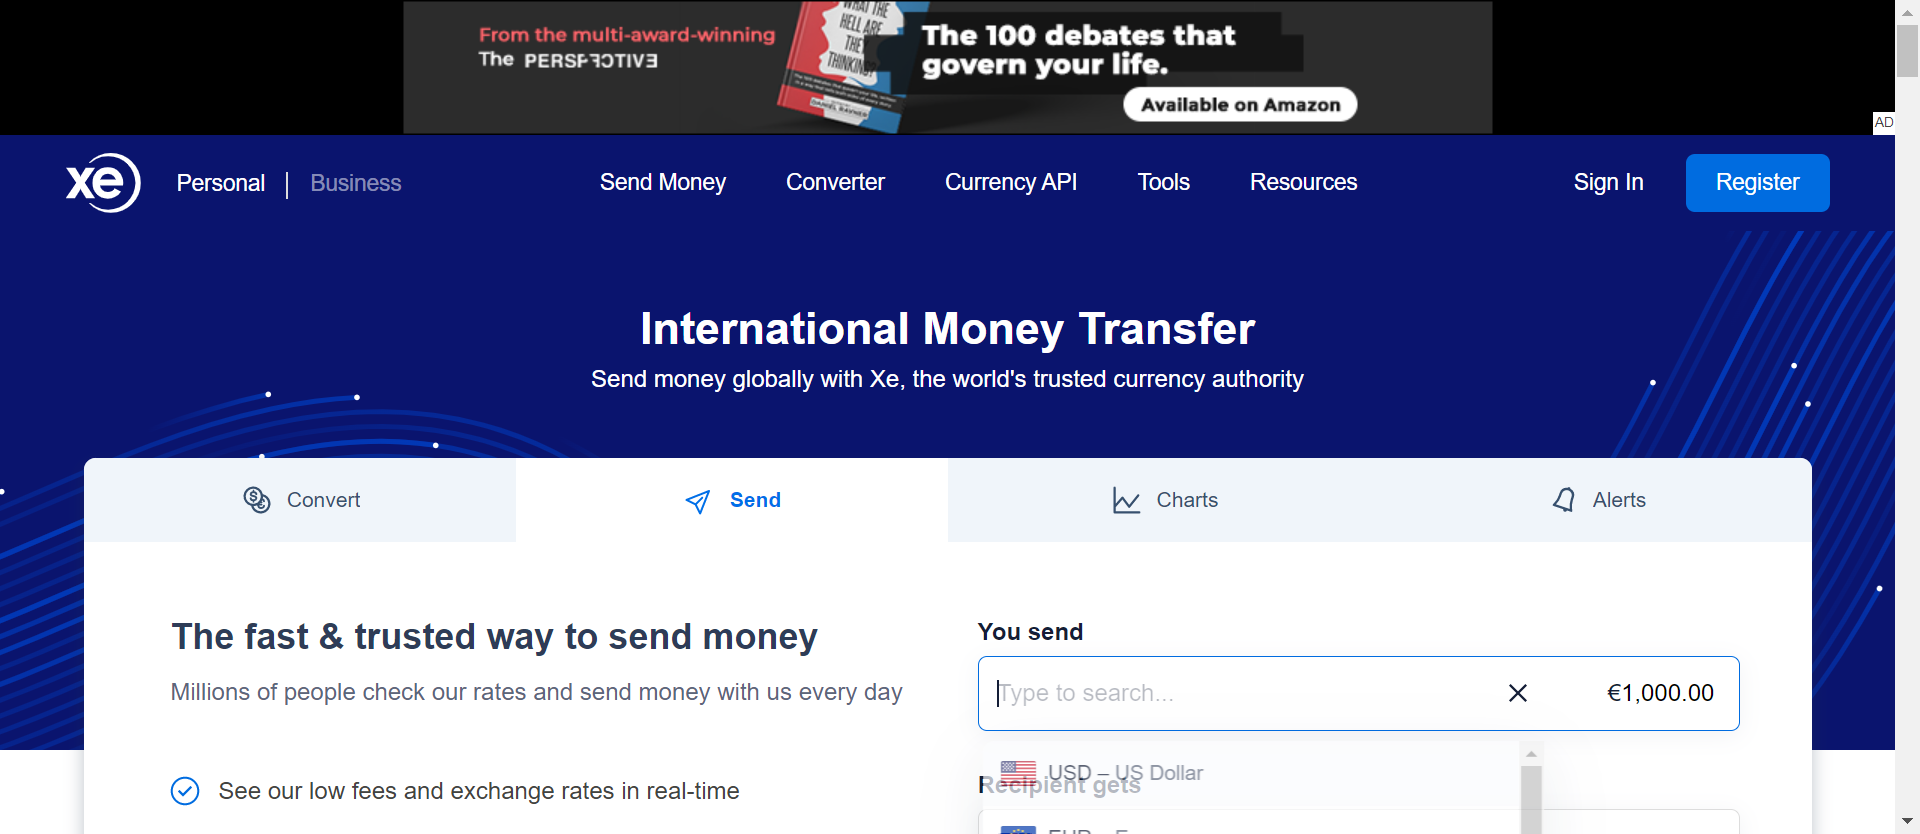 From the multi-award-winning
The PERSPECTIVE
WHAT THE
HELL ARE
THEY
THINKING?
DANIEL RAVNER
The 100 debates that
govern your life.
Available on Amazon
AD
xe
Personal
Business
Send Money
Converter
Currency API
Tools
Resources
Sign In
Register
International Money Transfer
Send money globally with Xe, the world's trusted currency authority
Convert
Send
Charts
Alerts
The fast & trusted way to send money
Millions of people check our rates and send money with us every day
See our low fees and exchange rates in real-time
You send
Type to search...
€1,000.00
USD – US Dollar
Recipient gets